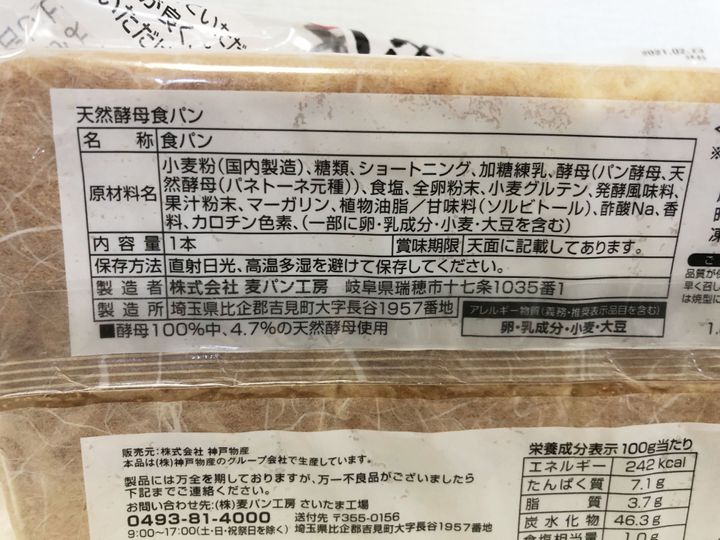 2021.02.23
天然酵母食パン
名 称 食パン
原材料名 小麦粉(国内製造)、糖類、ショートニング、加糖練乳、酵母(パン酵母、天
然酵母(パネトーネ元種))、食塩、全卵粉末、小麦グルテン、発酵風味料、
果汁粉末、マーガリン、植物油脂/甘味料(ソルビトール)、酢酸Na、香
料、カロチン色素、(一部に卵・乳成分・小麦・大豆を含む)
内 容 量 1本 賞味期限 天面に記載してあります。
保存方法 直射日光、高温多湿を避けて保存してください。
製 造 者 株式会社 麦パン工房 岐阜県瑞穂市十七条1035番1
製 造 所 埼玉県比企郡吉見町大字長谷1957番地
アレルギー物質(義務・推奨表示品目を含む)
卵・乳成分・小麦・大豆
■酵母100%中、4.7%の天然酵母使用
販売元:株式会社 神戸物産
本品は(株)神戸物産のグループ会社で生産しています。
製品には万全を期しておりますが、万一不良品がございましたら
下記までご連絡ください。
お問い合わせ先:(株)麦パン工房 さいたま工場
0493-81-4000 送付先 〒355-0156
9:00～17:00(土・日・祝祭日を除く) 埼玉県比企郡吉見町大字長谷1957番地
栄養成分表示 100g当たり
エネルギー 242kcal
たんぱく質 7.1g
脂 質 3.7g
炭水化物 46.3g
食塩相当量 1.0g